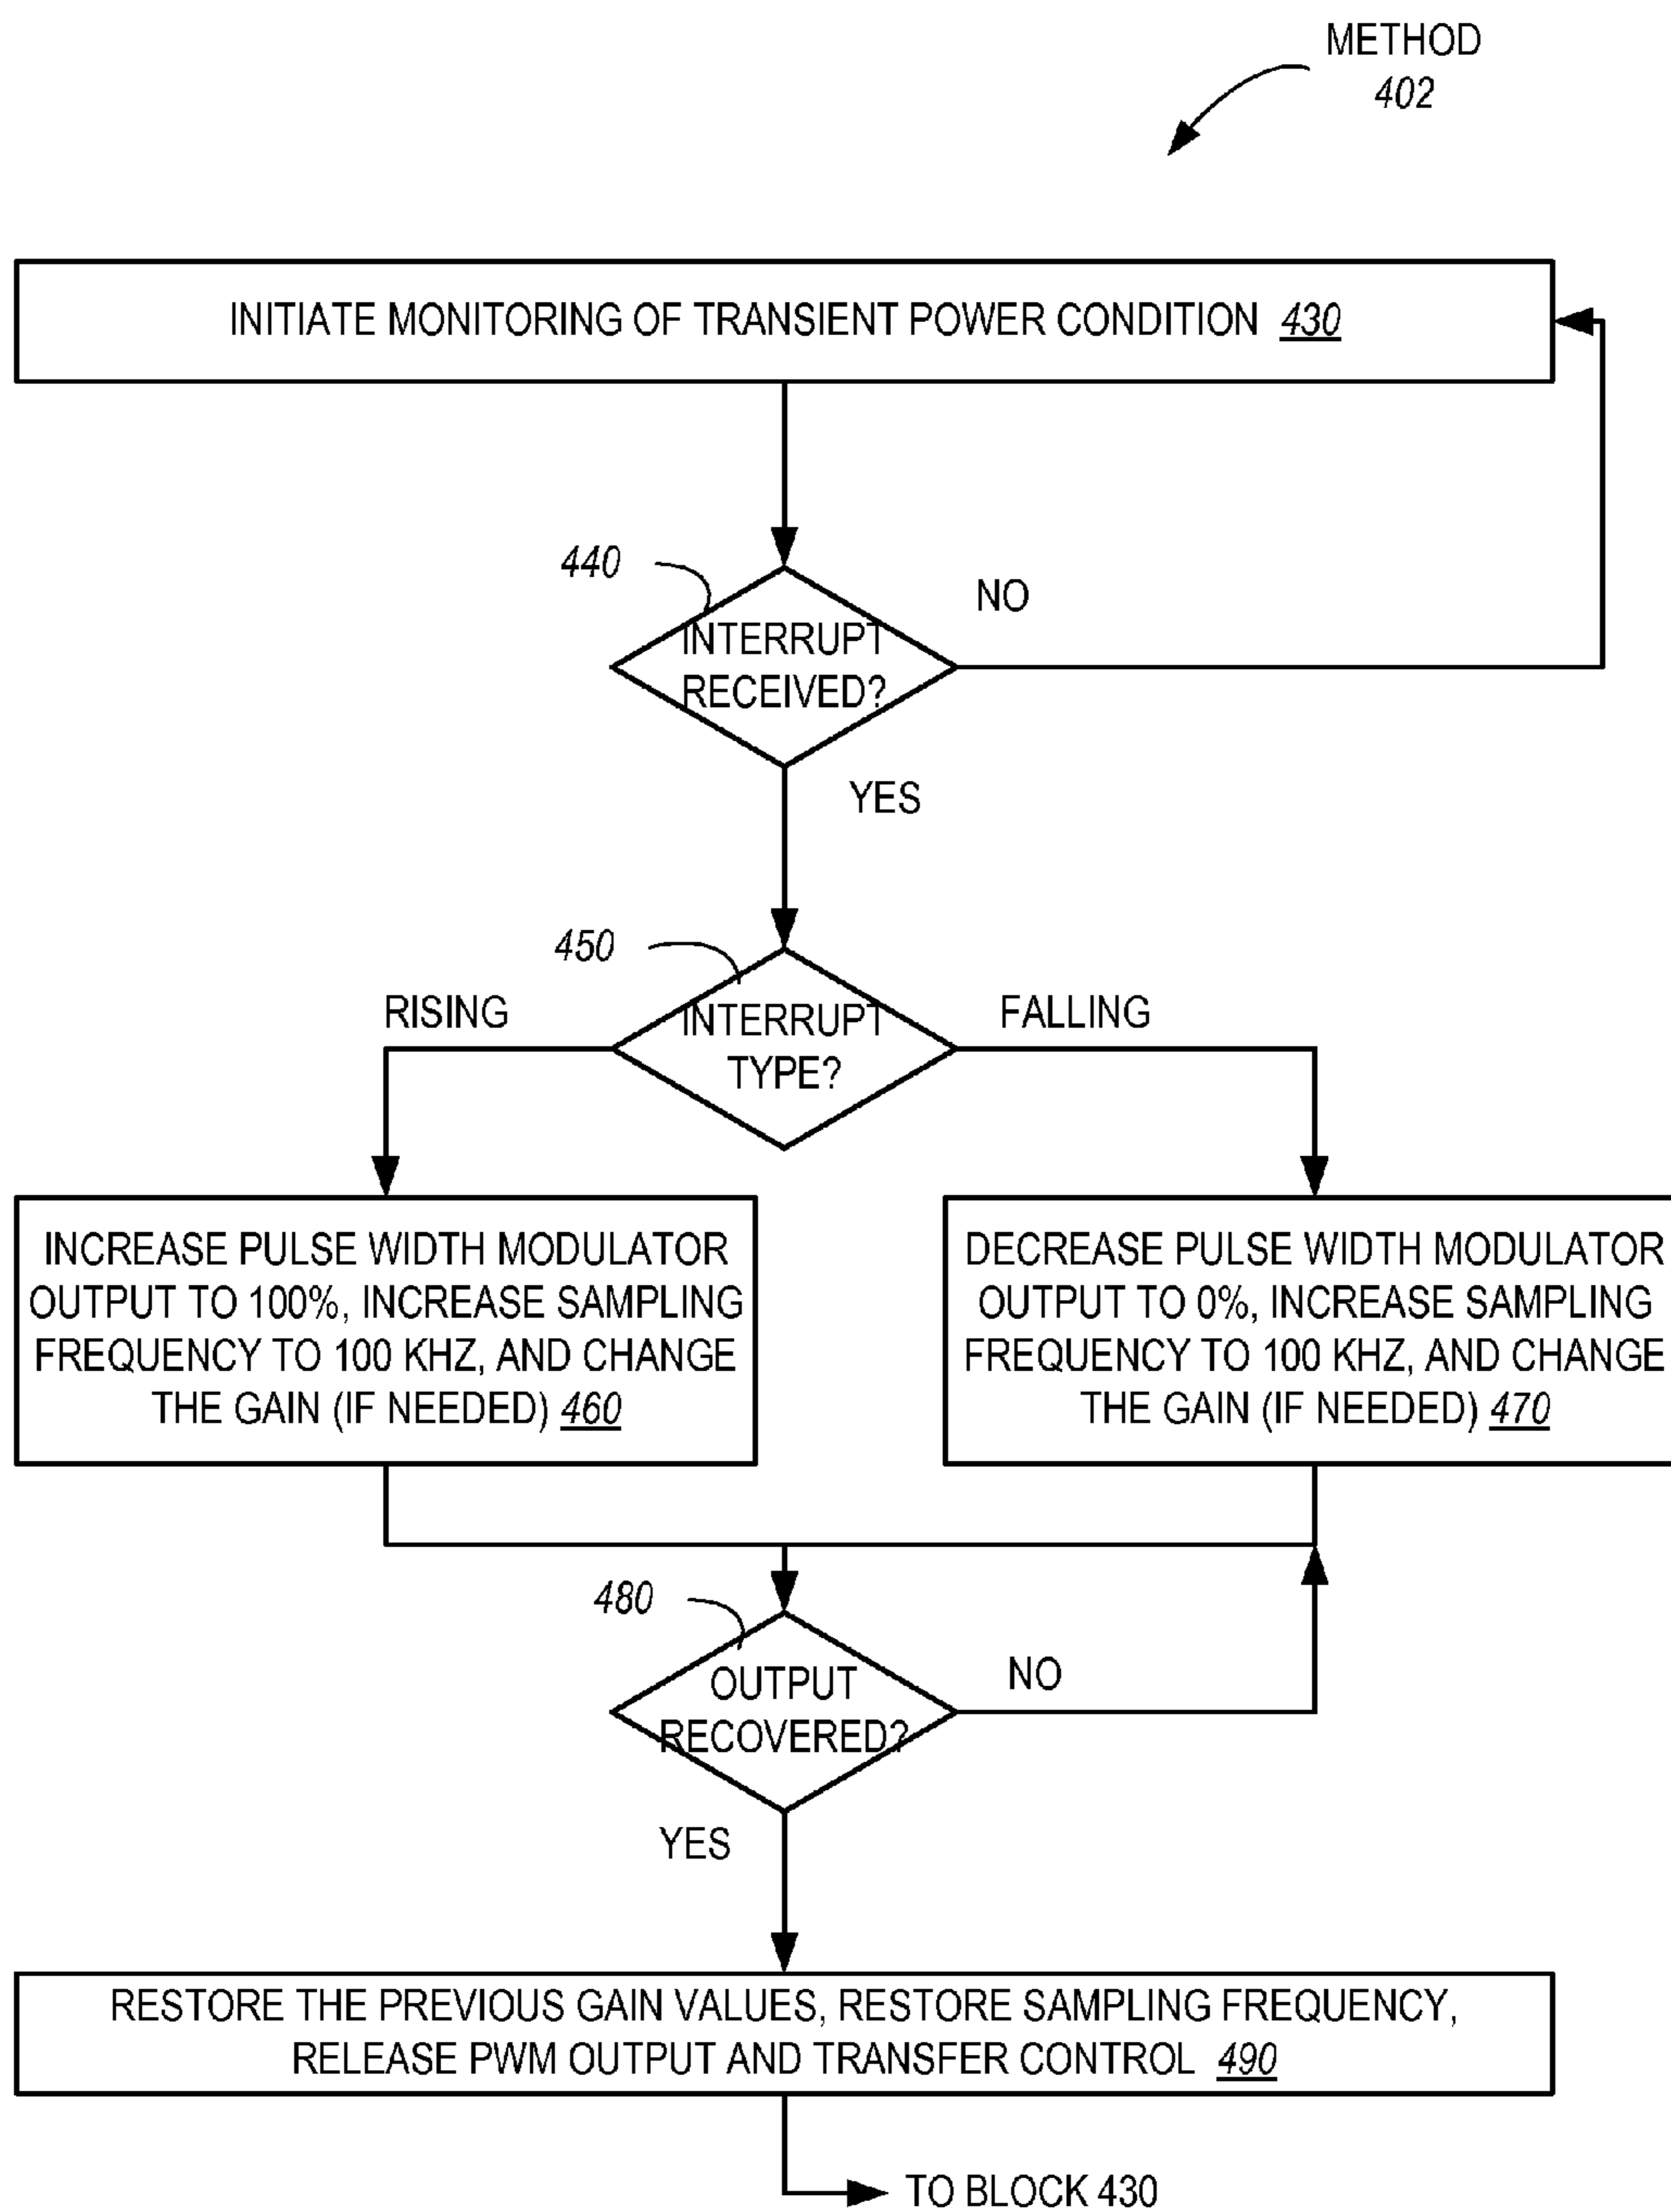 METHOD
402
INITIATE MONITORING OF TRANSIENT POWER CONDITION 430
440
NO
INTERRUPT
RECEIVED?
YES
450
RISING
FALLING
INTERRUPT
TYPE?
INCREASE PULSE WIDTH MODULATOR
OUTPUT TO 100%, INCREASE SAMPLING
FREQUENCY TO 100 KHZ, AND CHANGE
THE GAIN (IF NEEDED) 460
DECREASE PULSE WIDTH MODULATOR
OUTPUT TO 0%, INCREASE SAMPLING
FREQUENCY TO 100 KHZ, AND CHANGE
THE GAIN (IF NEEDED) 470
480
NO
OUTPUT
RECOVERED?
YES
RESTORE THE PREVIOUS GAIN VALUES, RESTORE SAMPLING FREQUENCY,
RELEASE PWM OUTPUT AND TRANSFER CONTROL 490
TO BLOCK 430